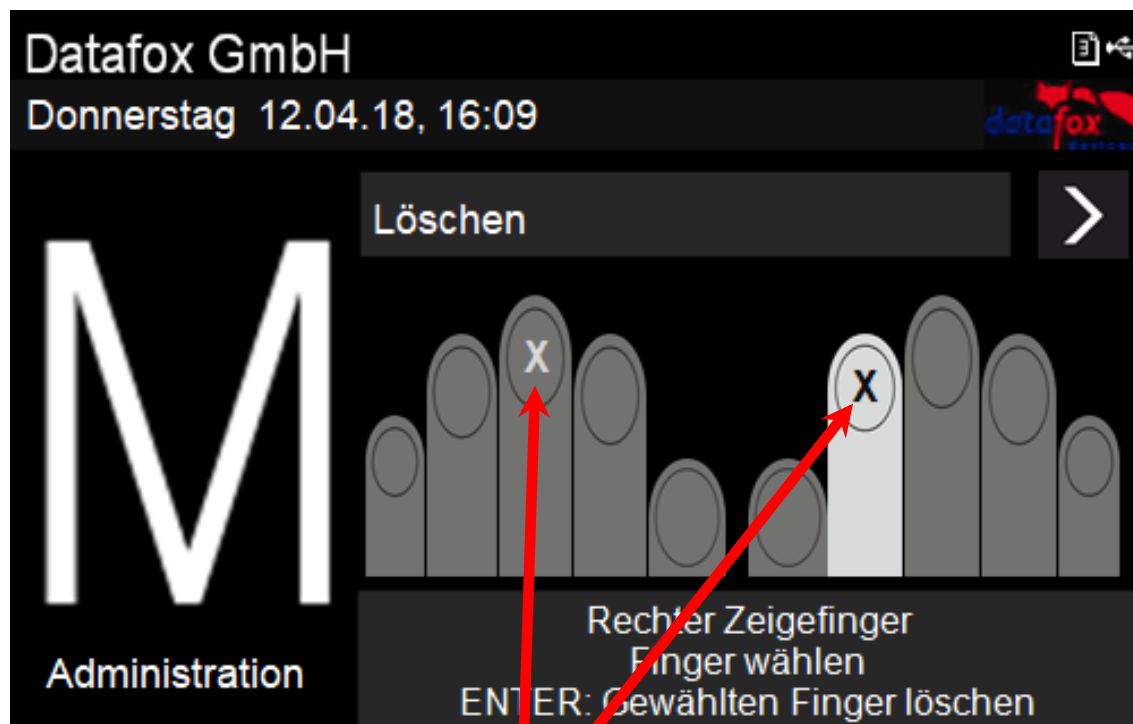 Datafox GmbH
Donnerstag 12.04.18, 16:09
datafox
Löschen
M
X X
Rechter Zeigefinger
Finger wählen
Administration
ENTER: Gewählten Finger löschen